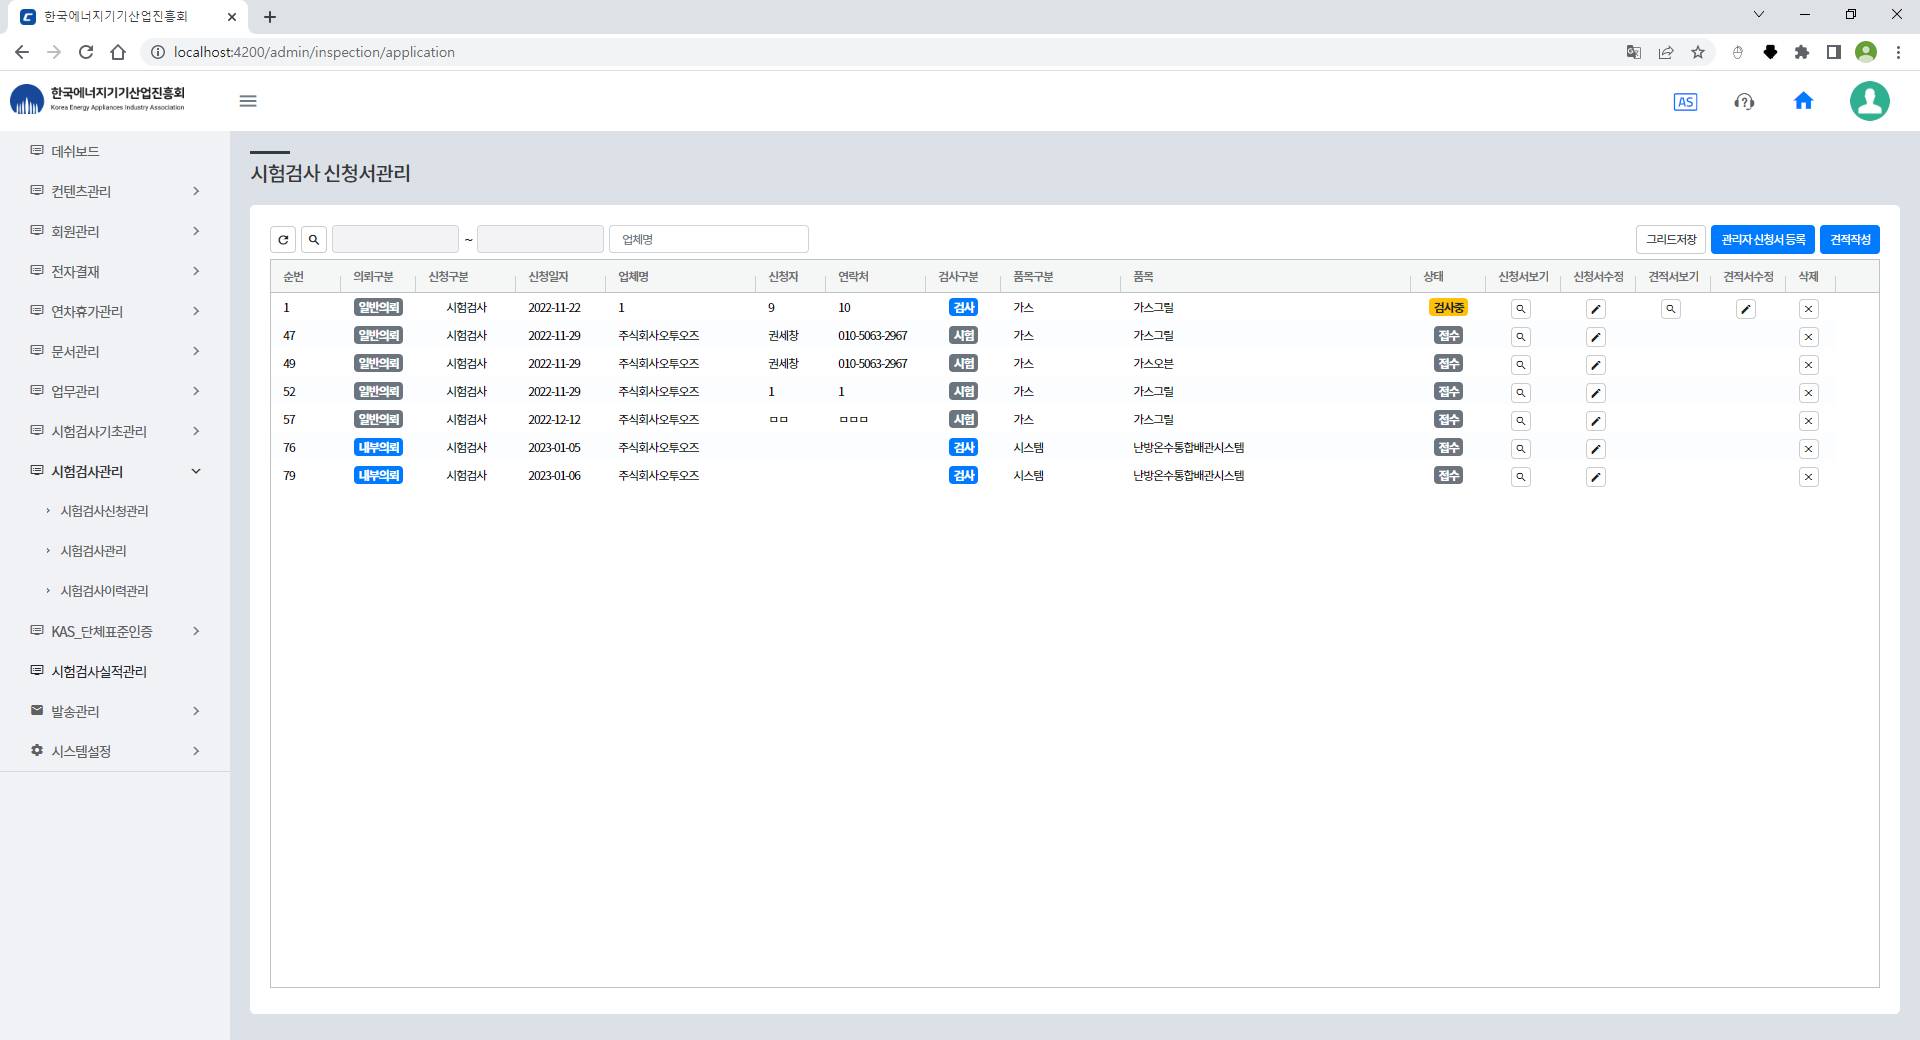 한국에너지기기산업진흥회
localhost:4200/admin/inspection/application
한국에너지기기산업진흥회
Korea Energy Appliances Industry Association
AS
데쉬보드
컨텐츠관리
회원관리
전자결재
연차휴가관리
문서관리
업무관리
시험검사기초관리
시험검사관리
시험검사신청관리
시험검사관리
시험검사이력관리
KAS_단체표준인증
시험검사실적관리
발송관리
시스템설정
시험검사 신청서관리
~ 업체명 그리드저장 관리자 신청서 등록 견적작성
순번 의뢰구분 신청구분 신청일자 업체명 신청자 연락처 검사구분 품목구분 품목 상태 신청서보기 신청서수정 견적서보기 견적서수정 삭제
1 일반의뢰 시험검사 2022-11-22 1 9 10 검사 가스 가스그릴 검사중
47 일반의뢰 시험검사 2022-11-29 주식회사오투오즈 권세창 010-5063-2967 시험 가스 가스그릴 접수
49 일반의뢰 시험검사 2022-11-29 주식회사오투오즈 권세창 010-5063-2967 시험 가스 가스오븐 접수
52 일반의뢰 시험검사 2022-11-29 주식회사오투오즈 1 1 시험 가스 가스그릴 접수
57 일반의뢰 시험검사 2022-12-12 주식회사오투오즈 ㅁㅁ ㅁㅁㅁ 시험 가스 가스그릴 접수
76 내부의뢰 시험검사 2023-01-05 주식회사오투오즈 검사 시스템 난방온수통합배관시스템 접수
79 내부의뢰 시험검사 2023-01-06 주식회사오투오즈 검사 시스템 난방온수통합배관시스템 접수